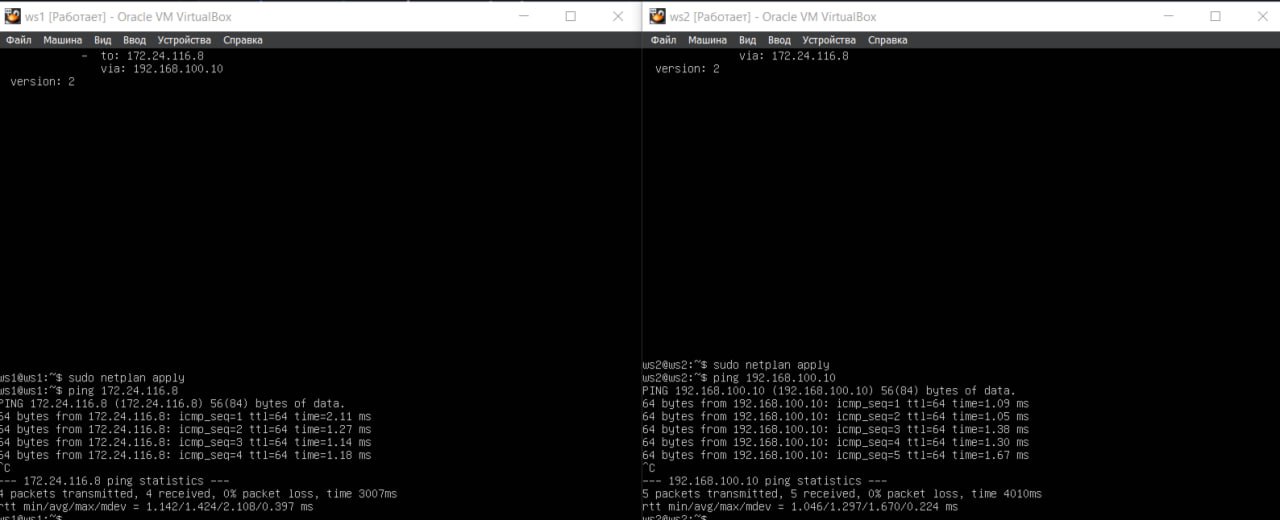 ws1 [Работает] - Oracle VM VirtualBox
Файл Машина Вид Ввод Устройства Справка
- to: 172.24.116.8
via: 192.168.100.10
version: 2
ws1@ws1:~$ sudo netplan apply
ws1@ws1:~$ ping 172.24.116.8
PING 172.24.116.8 (172.24.116.8) 56(84) bytes of data.
64 bytes from 172.24.116.8: icmp_seq=1 ttl=64 time=2.11 ms
64 bytes from 172.24.116.8: icmp_seq=2 ttl=64 time=1.27 ms
64 bytes from 172.24.116.8: icmp_seq=3 ttl=64 time=1.14 ms
64 bytes from 172.24.116.8: icmp_seq=4 ttl=64 time=1.18 ms
^C
--- 172.24.116.8 ping statistics ---
4 packets transmitted, 4 received, 0% packet loss, time 3007ms
rtt min/avg/max/mdev = 1.142/1.424/2.108/0.397 ms
ws1@ws1:~$
ws2 [Работает] - Oracle VM VirtualBox
Файл Машина Вид Ввод Устройства Справка
via: 172.24.116.8
version: 2
ws2@ws2:~$ sudo netplan apply
ws2@ws2:~$ ping 192.168.100.10
PING 192.168.100.10 (192.168.100.10) 56(84) bytes of data.
64 bytes from 192.168.100.10: icmp_seq=1 ttl=64 time=1.09 ms
64 bytes from 192.168.100.10: icmp_seq=2 ttl=64 time=1.05 ms
64 bytes from 192.168.100.10: icmp_seq=3 ttl=64 time=1.38 ms
64 bytes from 192.168.100.10: icmp_seq=4 ttl=64 time=1.30 ms
64 bytes from 192.168.100.10: icmp_seq=5 ttl=64 time=1.67 ms
^C
--- 192.168.100.10 ping statistics ---
5 packets transmitted, 5 received, 0% packet loss, time 4010ms
rtt min/avg/max/mdev = 1.046/1.297/1.670/0.224 ms
ws2@ws2:~$